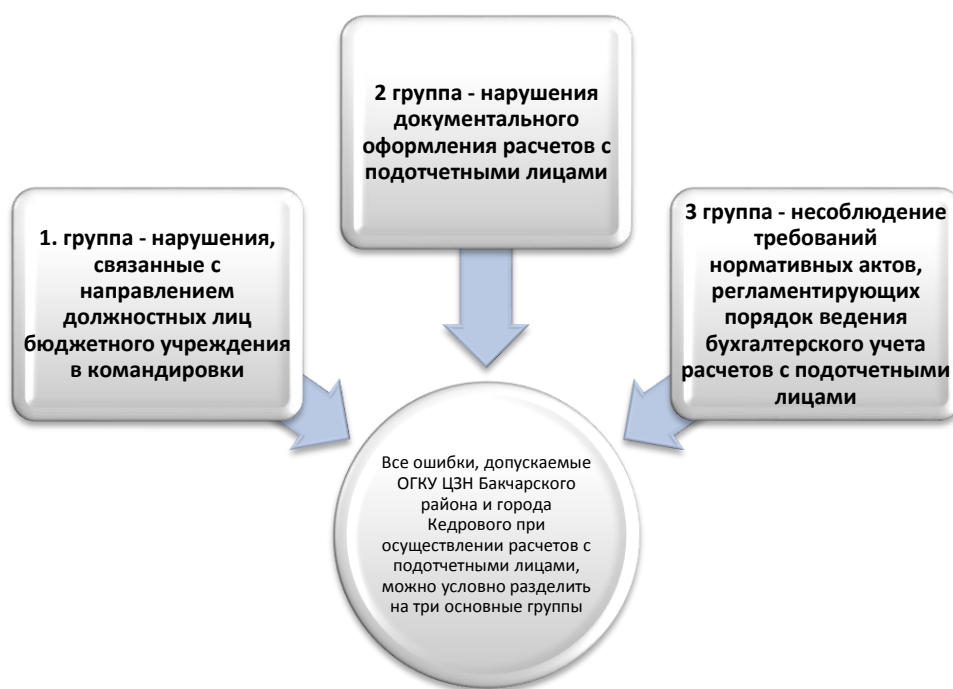 1. группа - нарушения,
связанные с
направлением
должностных лиц
бюджетного учреждения
в командировки
2 группа - нарушения
документального
оформления расчетов с
подотчетными лицами
3 группа - несоблюдение
требований
нормативных актов,
регламентирующих
порядок ведения
бухгалтерского учета
расчетов с подотчетными
лицами
Все ошибки, допускаемые
ОГКУ ЦЗН Бакчарского
района и города
Кедрового при
осуществлении расчетов с
подотчетными лицами,
можно условно разделить
на три основные группы